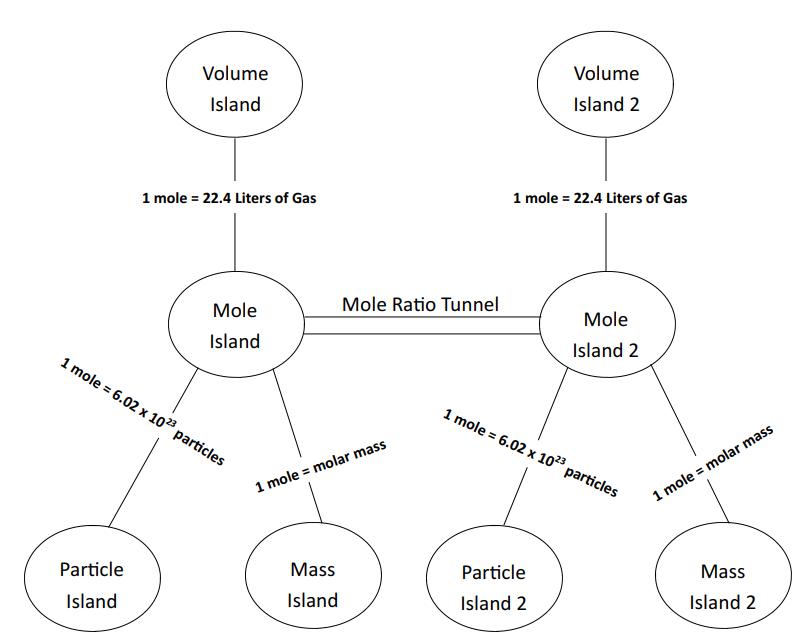 Volume
Island
Volume
Island 2
1 mole = 22.4 Liters of Gas
1 mole = 22.4 Liters of Gas
Mole
Island
Mole Ratio Tunnel
Mole
Island 2
1 mole = 6.02 x 10²³ particles
1 mole = molar mass
1 mole = 6.02 x 10²³ particles
1 mole = molar mass
Particle
Island
Mass
Island
Particle
Island 2
Mass
Island 2